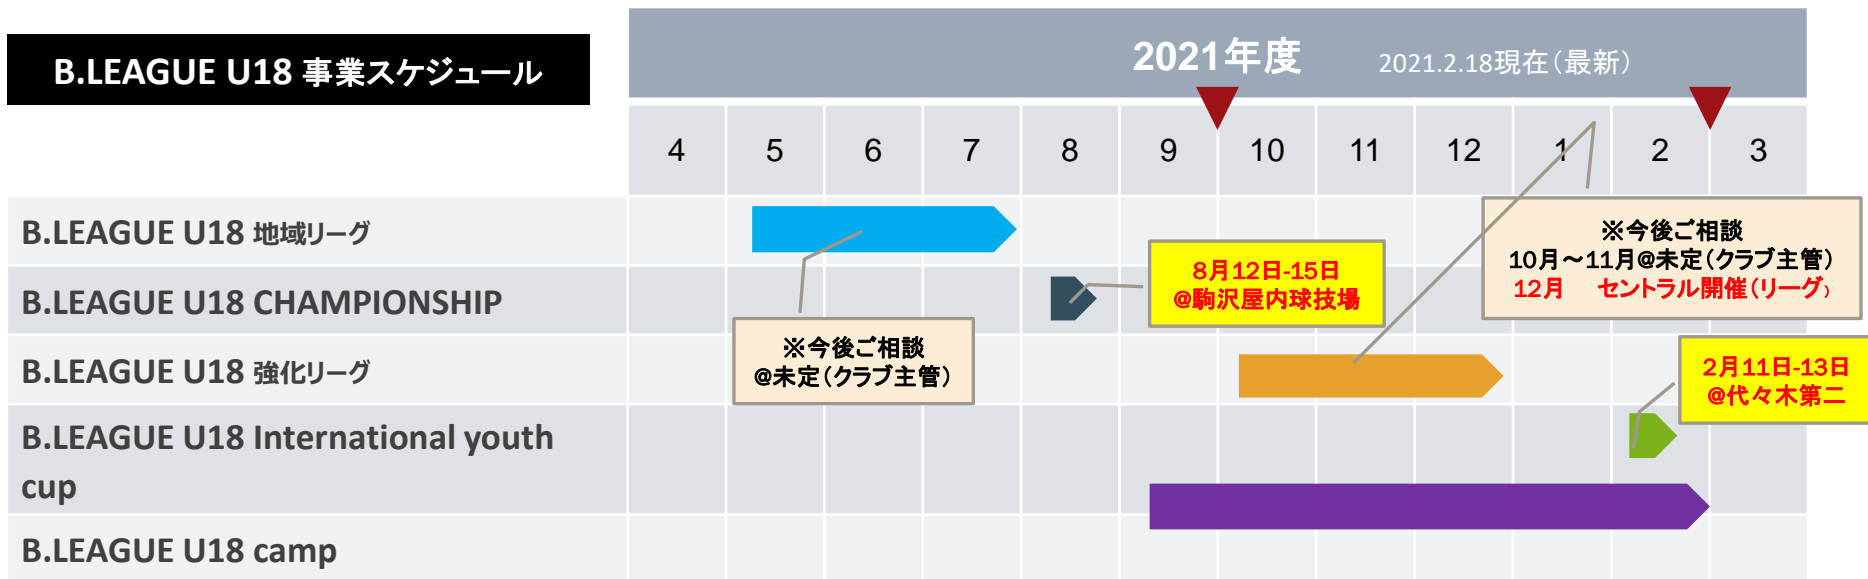 B.LEAGUE U18 事業スケジュール
2021年度 2021.2.18現在（最新）
4 5 6 7 8 9 10 11 12 1 2 3
B.LEAGUE U18 地域リーグ
※今後ご相談
@未定（クラブ主管）
B.LEAGUE U18 CHAMPIONSHIP
8月12日-15日
@駒沢屋内球技場
B.LEAGUE U18 強化リーグ
※今後ご相談
10月～11月@未定（クラブ主管）
12月　セントラル開催（リーグ）
B.LEAGUE U18 International youth
cup
2月11日-13日
@代々木第二
B.LEAGUE U18 camp